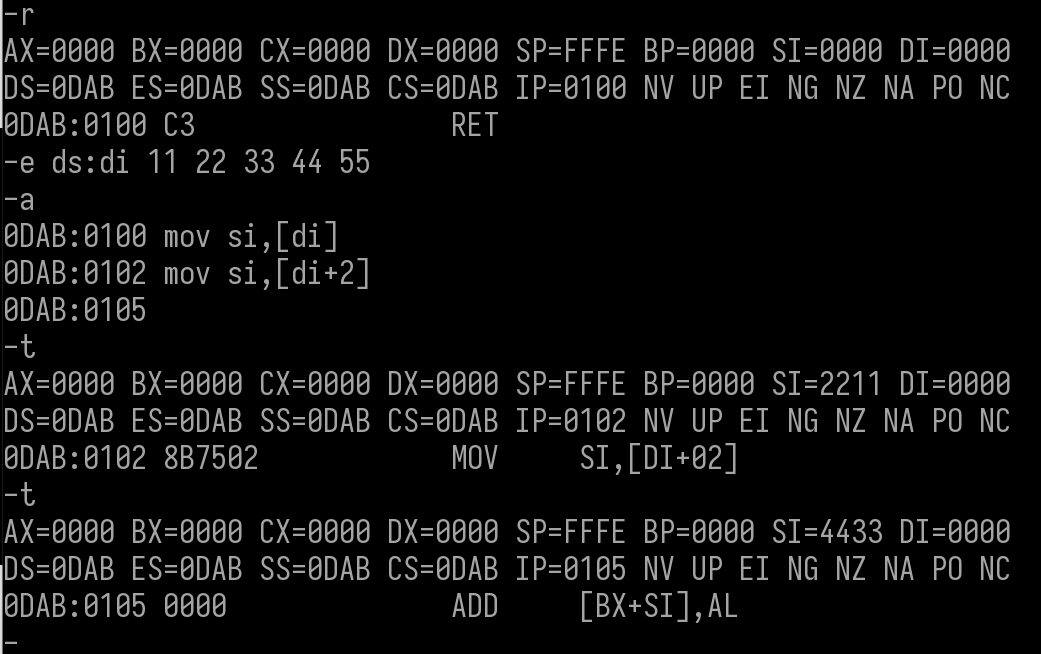 -r
AX=0000 BX=0000 CX=0000 DX=0000 SP=FFFE BP=0000 SI=0000 DI=0000
DS=0DAB ES=0DAB SS=0DAB CS=0DAB IP=0100 NV UP EI NG NZ NA PO NC
0DAB:0100 C3 RET
-e ds:di 11 22 33 44 55
-a
0DAB:0100 mov si,[di]
0DAB:0102 mov si,[di+2]
0DAB:0105
-t
AX=0000 BX=0000 CX=0000 DX=0000 SP=FFFE BP=0000 SI=2211 DI=0000
DS=0DAB ES=0DAB SS=0DAB CS=0DAB IP=0102 NV UP EI NG NZ NA PO NC
0DAB:0102 8B7502 MOV SI,[DI+02]
-t
AX=0000 BX=0000 CX=0000 DX=0000 SP=FFFE BP=0000 SI=4433 DI=0000
DS=0DAB ES=0DAB SS=0DAB CS=0DAB IP=0105 NV UP EI NG NZ NA PO NC
0DAB:0105 0000 ADD [BX+SI],AL
-